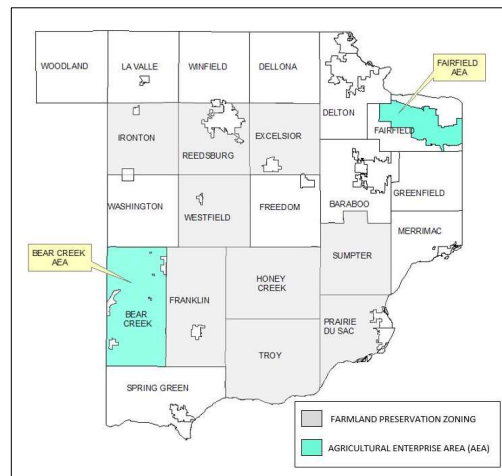 WOODLAND
LA VALLE
WINFIELD
DELLONA
FAIRFIELD
AEA
DELTON
FAIRFIELD
IRONTON
REEDSBURG
EXCELSIOR
GREENFIELD
BARABOO
WASHINGTON
WESTFIELD
FREEDOM
MERRIMAC
BEAR CREEK
AEA
SUMPTER
HONEY
CREEK
FRANKLIN
BEAR
CREEK
PRAIRIE
DU SAC
TROY
SPRING GREEN
FARMLAND PRESERVATION ZONING
AGRICULTURAL ENTERPRISE AREA (AEA)